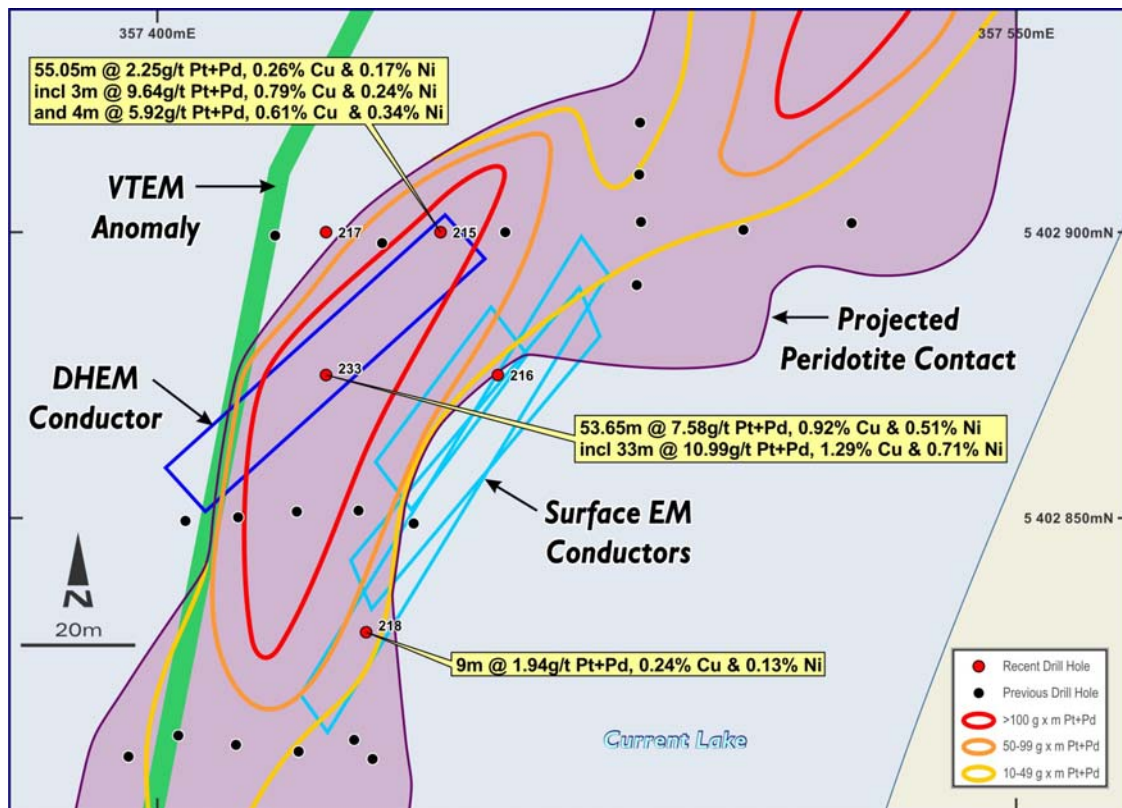 357 400mE
357 550mE
55.05m @ 2.25g/t Pt+Pd, 0.26% Cu & 0.17% Ni
incl 3m @ 9.64g/t Pt+Pd, 0.79% Cu & 0.24% Ni
and 4m @ 5.92g/t Pt+Pd, 0.61% Cu & 0.34% Ni
VTEM
Anomaly
217
215
5 402 900mN
Projected
Peridotite Contact
DHEM
Conductor
233
216
53.65m @ 7.58g/t Pt+Pd, 0.92% Cu & 0.51% Ni
incl 33m @ 10.99g/t Pt+Pd, 1.29% Cu & 0.71% Ni
Surface EM
Conductors
5 402 850mN
N
20m
218
9m @ 1.94g/t Pt+Pd, 0.24% Cu & 0.13% Ni
Current Lake
Recent Drill Hole
Previous Drill Hole
>100 g x m Pt+Pd
50-99 g x m Pt+Pd
10-49 g x m Pt+Pd